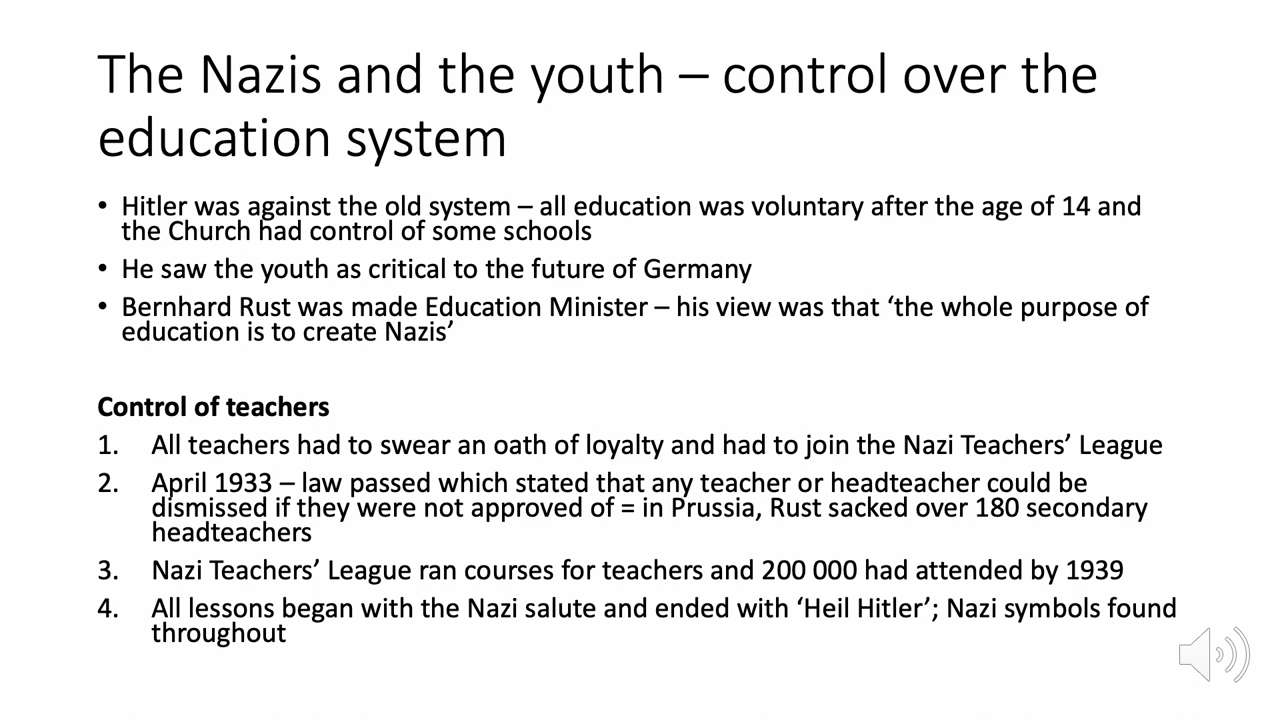 The Nazis and the youth – control over the
education system
• Hitler was against the old system – all education was voluntary after the age of 14 and
the Church had control of some schools
• He saw the youth as critical to the future of Germany
• Bernhard Rust was made Education Minister – his view was that ‘the whole purpose of
education is to create Nazis’
Control of teachers
1. All teachers had to swear an oath of loyalty and had to join the Nazi Teachers’ League
2. April 1933 – law passed which stated that any teacher or headteacher could be
dismissed if they were not approved of = in Prussia, Rust sacked over 180 secondary
headteachers
3. Nazi Teachers’ League ran courses for teachers and 200 000 had attended by 1939
4. All lessons began with the Nazi salute and ended with ‘Heil Hitler’; Nazi symbols found
throughout